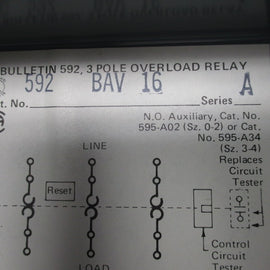 BULLETIN 592, 3 POLE OVERLOAD RELAY
592 BAV 16 A
t. No. Series
N.O. Auxiliary, Cat. No.
595-A02 (Sz. 0-2) or Cat.
No. 595-A34
(Sz. 3-4)
LINE
Replaces
Circuit
Tester
Reset
Control
Circuit
Tester
LOAD